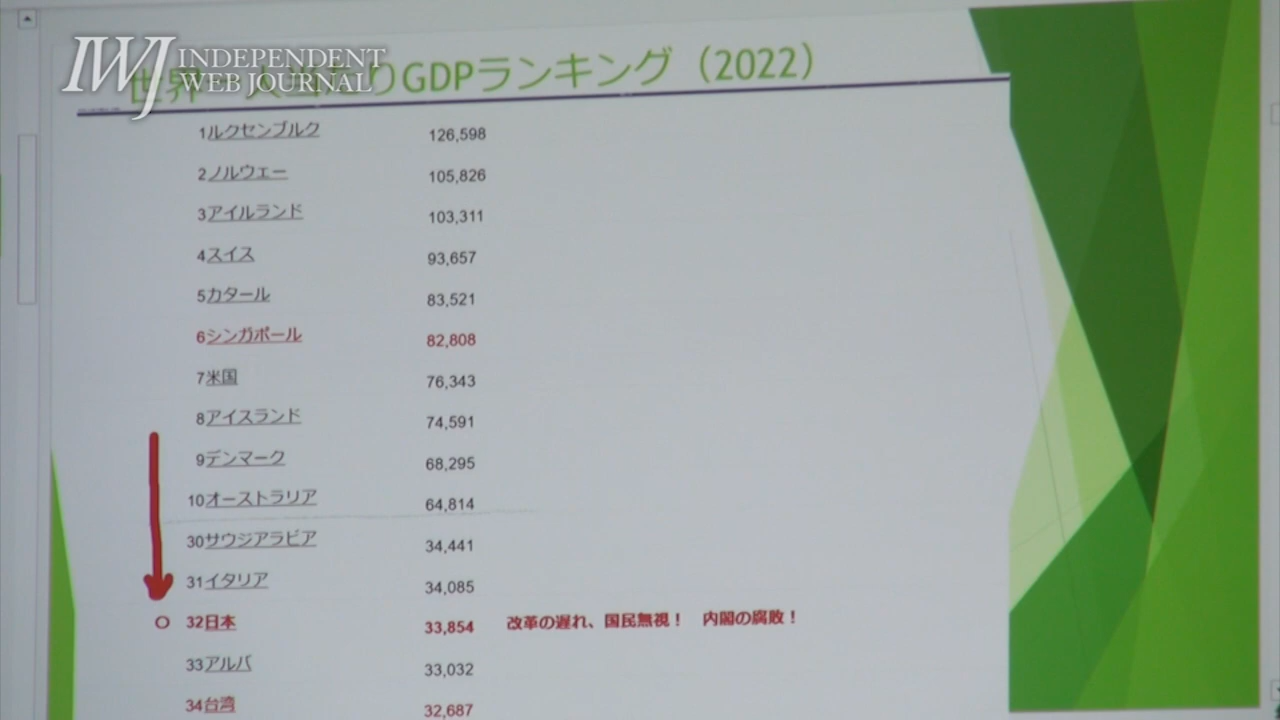 IWJ INDEPENDENT WEB JOURNAL
世界 りGDPランキング（2022）
1ルクセンブルク 126,598
2ノルウェー 105,826
3アイルランド 103,311
4スイス 93,657
5カタール 83,521
6シンガポール 82,808
7米国 76,343
8アイスランド 74,591
9デンマーク 68,295
10オーストラリア 64,814
30サウジアラビア 34,441
31イタリア 34,085
○ 32日本 33,854 改革の遅れ、国民無視！ 内閣の腐敗！
33アルバ 33,032
34台湾 32,687